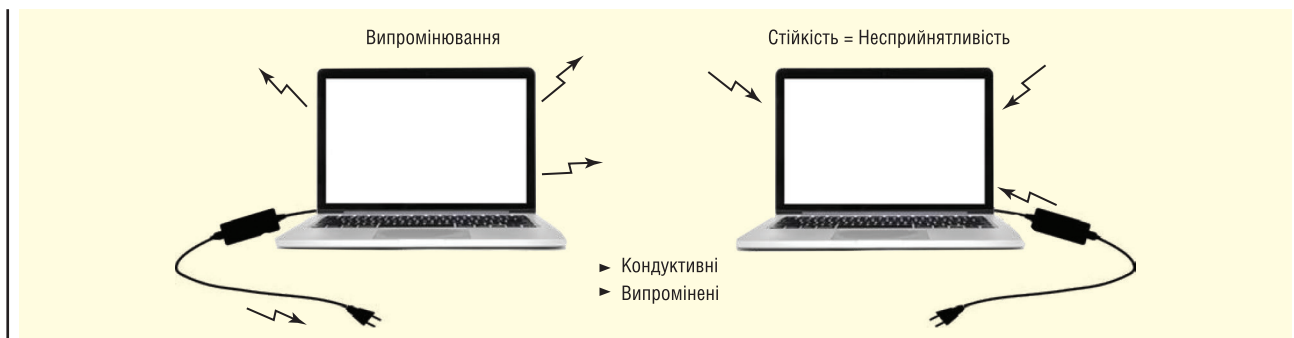 Випромінювання
Стійкість = Несприйнятливість
► Кондуктивні
► Випромінені